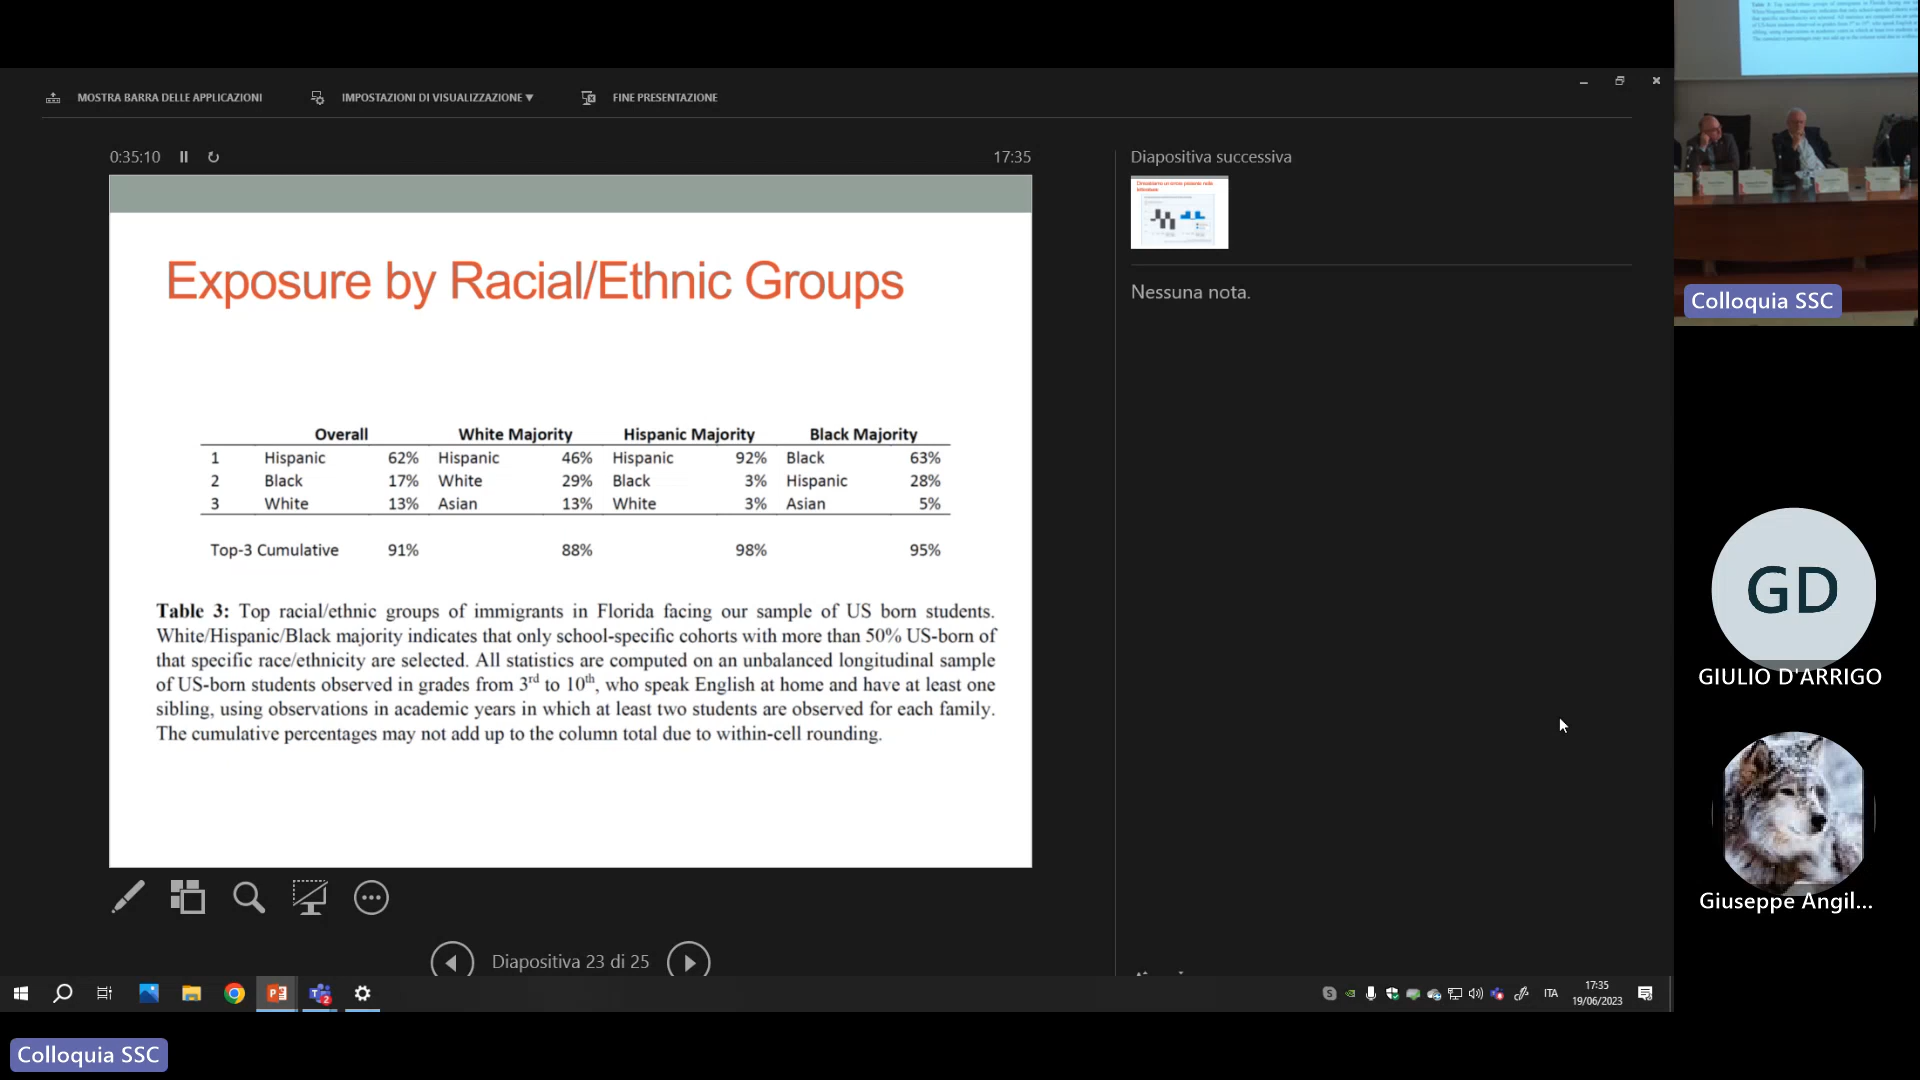 MOSTRA BARRA DELLE APPLICAZIONI IMPOSTAZIONI DI VISUALIZZAZIONE ▼ FINE PRESENTAZIONE
0:35:10 17:35
Exposure by Racial/Ethnic Groups
Overall White Majority Hispanic Majority Black Majority
1 Hispanic 62% Hispanic 46% Hispanic 92% Black 63%
2 Black 17% White 29% Black 3% Hispanic 28%
3 White 13% Asian 13% White 3% Asian 5%
Top-3 Cumulative 91% 88% 98% 95%
Table 3: Top racial/ethnic groups of immigrants in Florida facing our sample of US born students.
White/Hispanic/Black majority indicates that only school-specific cohorts with more than 50% US-born of
that specific race/ethnicity are selected. All statistics are computed on an unbalanced longitudinal sample
of US-born students observed in grades from 3rd to 10th, who speak English at home and have at least one
sibling, using observations in academic years in which at least two students are observed for each family.
The cumulative percentages may not add up to the column total due to within-cell rounding.
Diapositiva 23 di 25
Diapositiva successiva
Nessuna nota.
Colloquia SSC
GD
GIULIO D'ARRIGO
Giuseppe Angil...
ITA
17:35
19/06/2023
Colloquia SSC